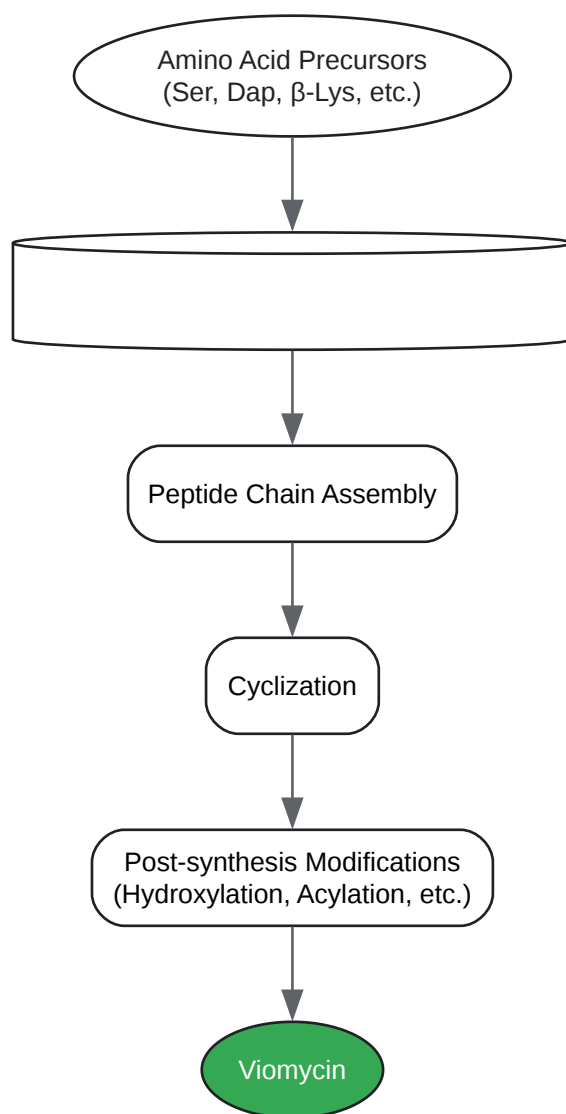 Amino Acid Precursors
(Ser, Dap, β-Lys, etc.)
Peptide Chain Assembly
Cyclization
Post-synthesis Modifications
(Hydroxylation, Acylation, etc.)
Viomycin